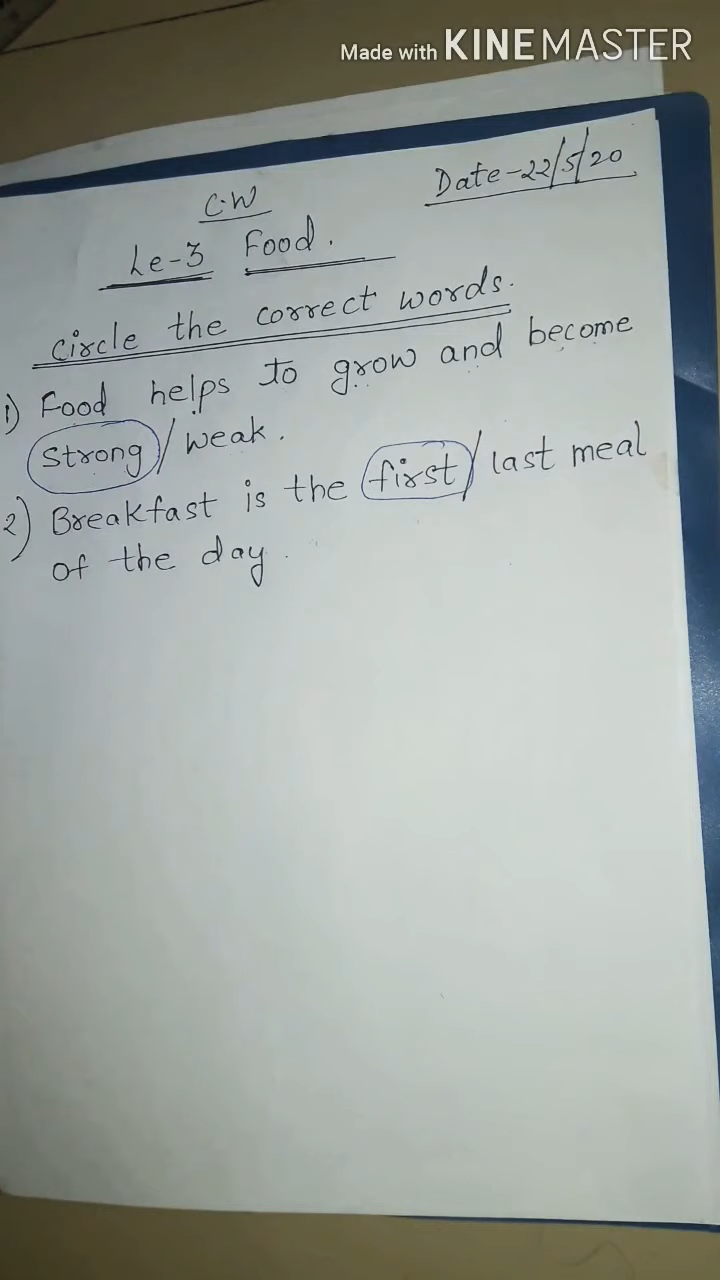 Made with KINEMASTER
C.W
Date-22/5/20
Le-3 Food.
Circle the correct words.
1) Food helps to grow and become
Strong / weak.
2) Breakfast is the first / last meal
of the day.